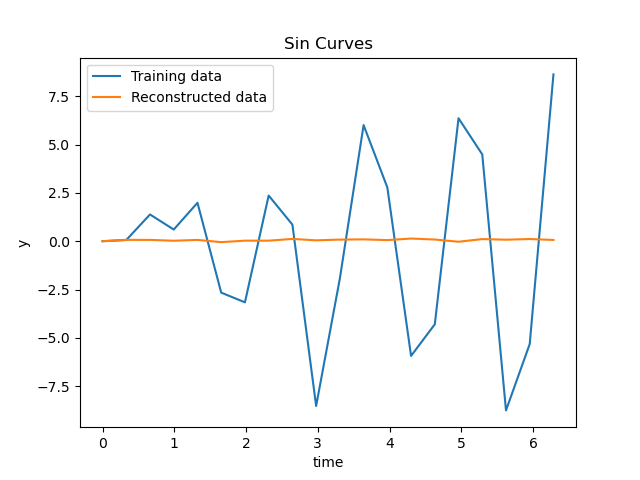 Sin Curves
Training data
Reconstructed data
7.5
5.0
2.5
0.0
−2.5
−5.0
−7.5
y
0 1 2 3 4 5 6
time